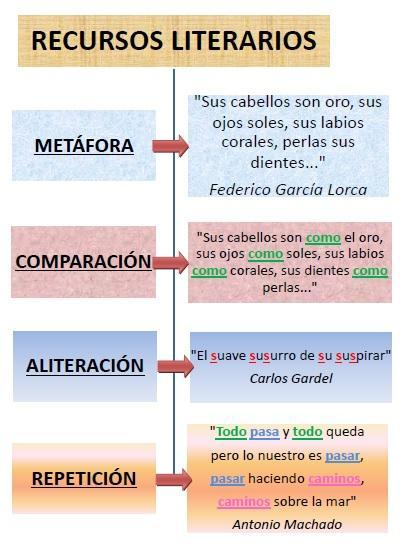 RECURSOS LITERARIOS
METÁFORA
"Sus cabellos son oro, sus
ojos soles, sus labios
corales, perlas sus
dientes..."
Federico García Lorca
COMPARACIÓN
"Sus cabellos son como el oro,
sus ojos como soles, sus labios
como corales, sus dientes como
perlas..."
ALITERACIÓN
"El suave susurro de su suspirar"
Carlos Gardel
REPETICIÓN
"Todo pasa y todo queda
pero lo nuestro es pasar,
pasar haciendo caminos,
caminos sobre la mar"
Antonio Machado